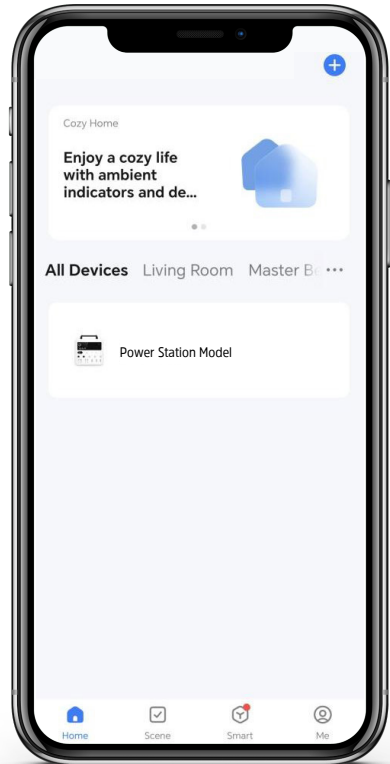 Cozy Home
Enjoy a cozy life
with ambient
indicators and de...
All Devices Living Room Master B ...
Power Station Model
Home Scene Smart Me